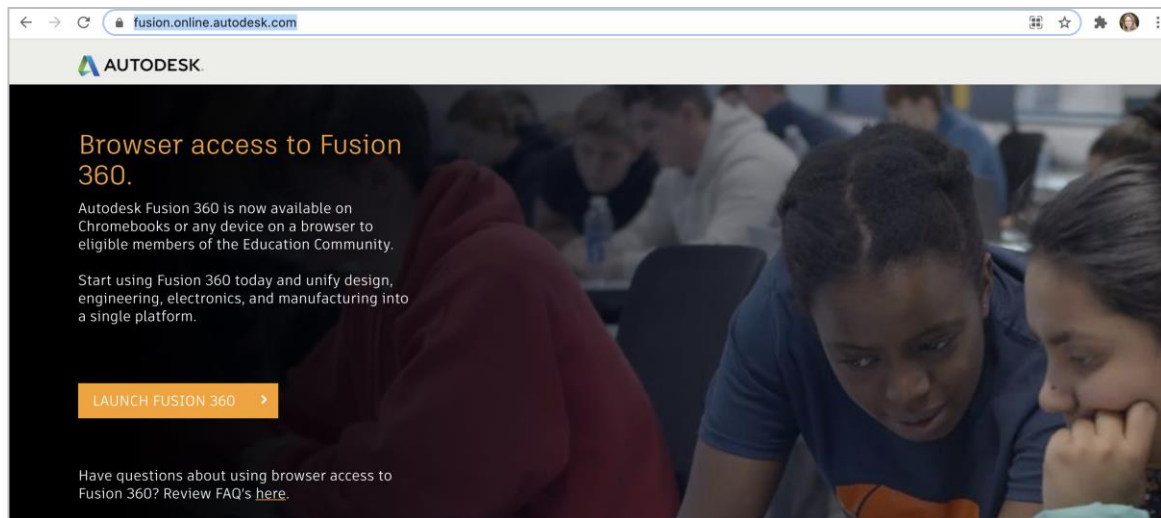 fusion.online.autodesk.com
AUTODESK.
Browser access to Fusion
360.
Autodesk Fusion 360 is now available on
Chromebooks or any device on a browser to
eligible members of the Education Community.
Start using Fusion 360 today and unify design,
engineering, electronics, and manufacturing into
a single platform.
LAUNCH FUSION 360
Have questions about using browser access to
Fusion 360? Review FAQ's here.